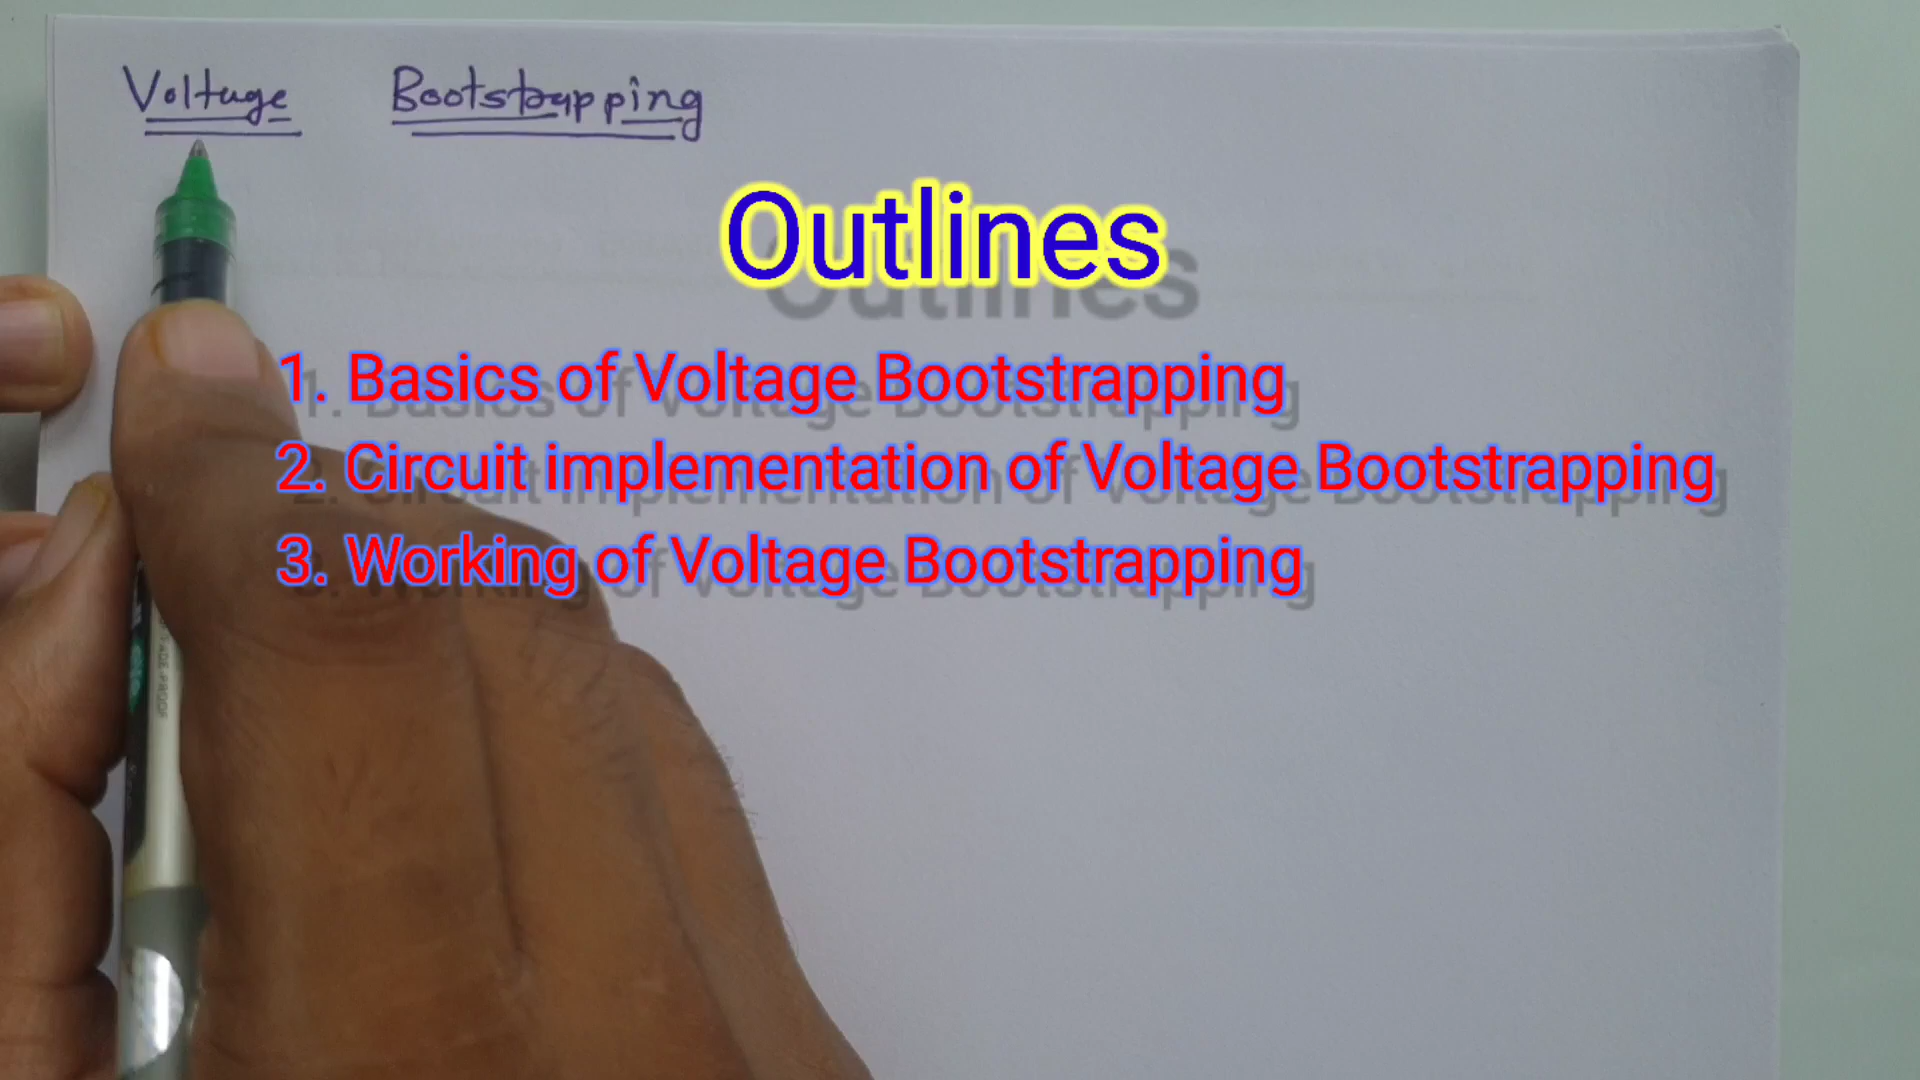 Voltage Bootstrapping
Outlines
1. Basics of Voltage Bootstrapping
2. Circuit implementation of Voltage Bootstrapping
3. Working of Voltage Bootstrapping